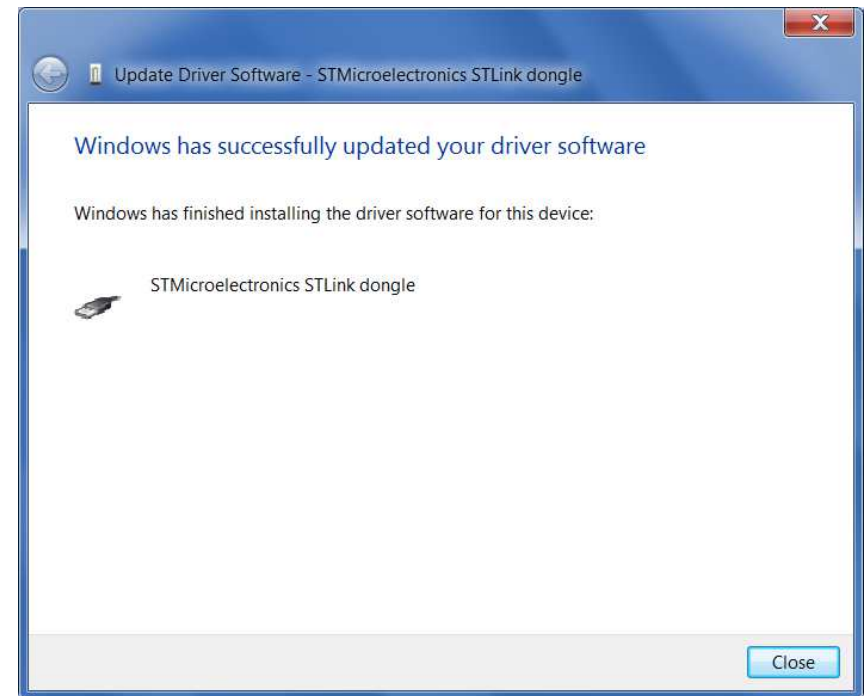 Update Driver Software - STMicroelectronics STLink dongle
Windows has successfully updated your driver software
Windows has finished installing the driver software for this device:
STMicroelectronics STLink dongle
Close